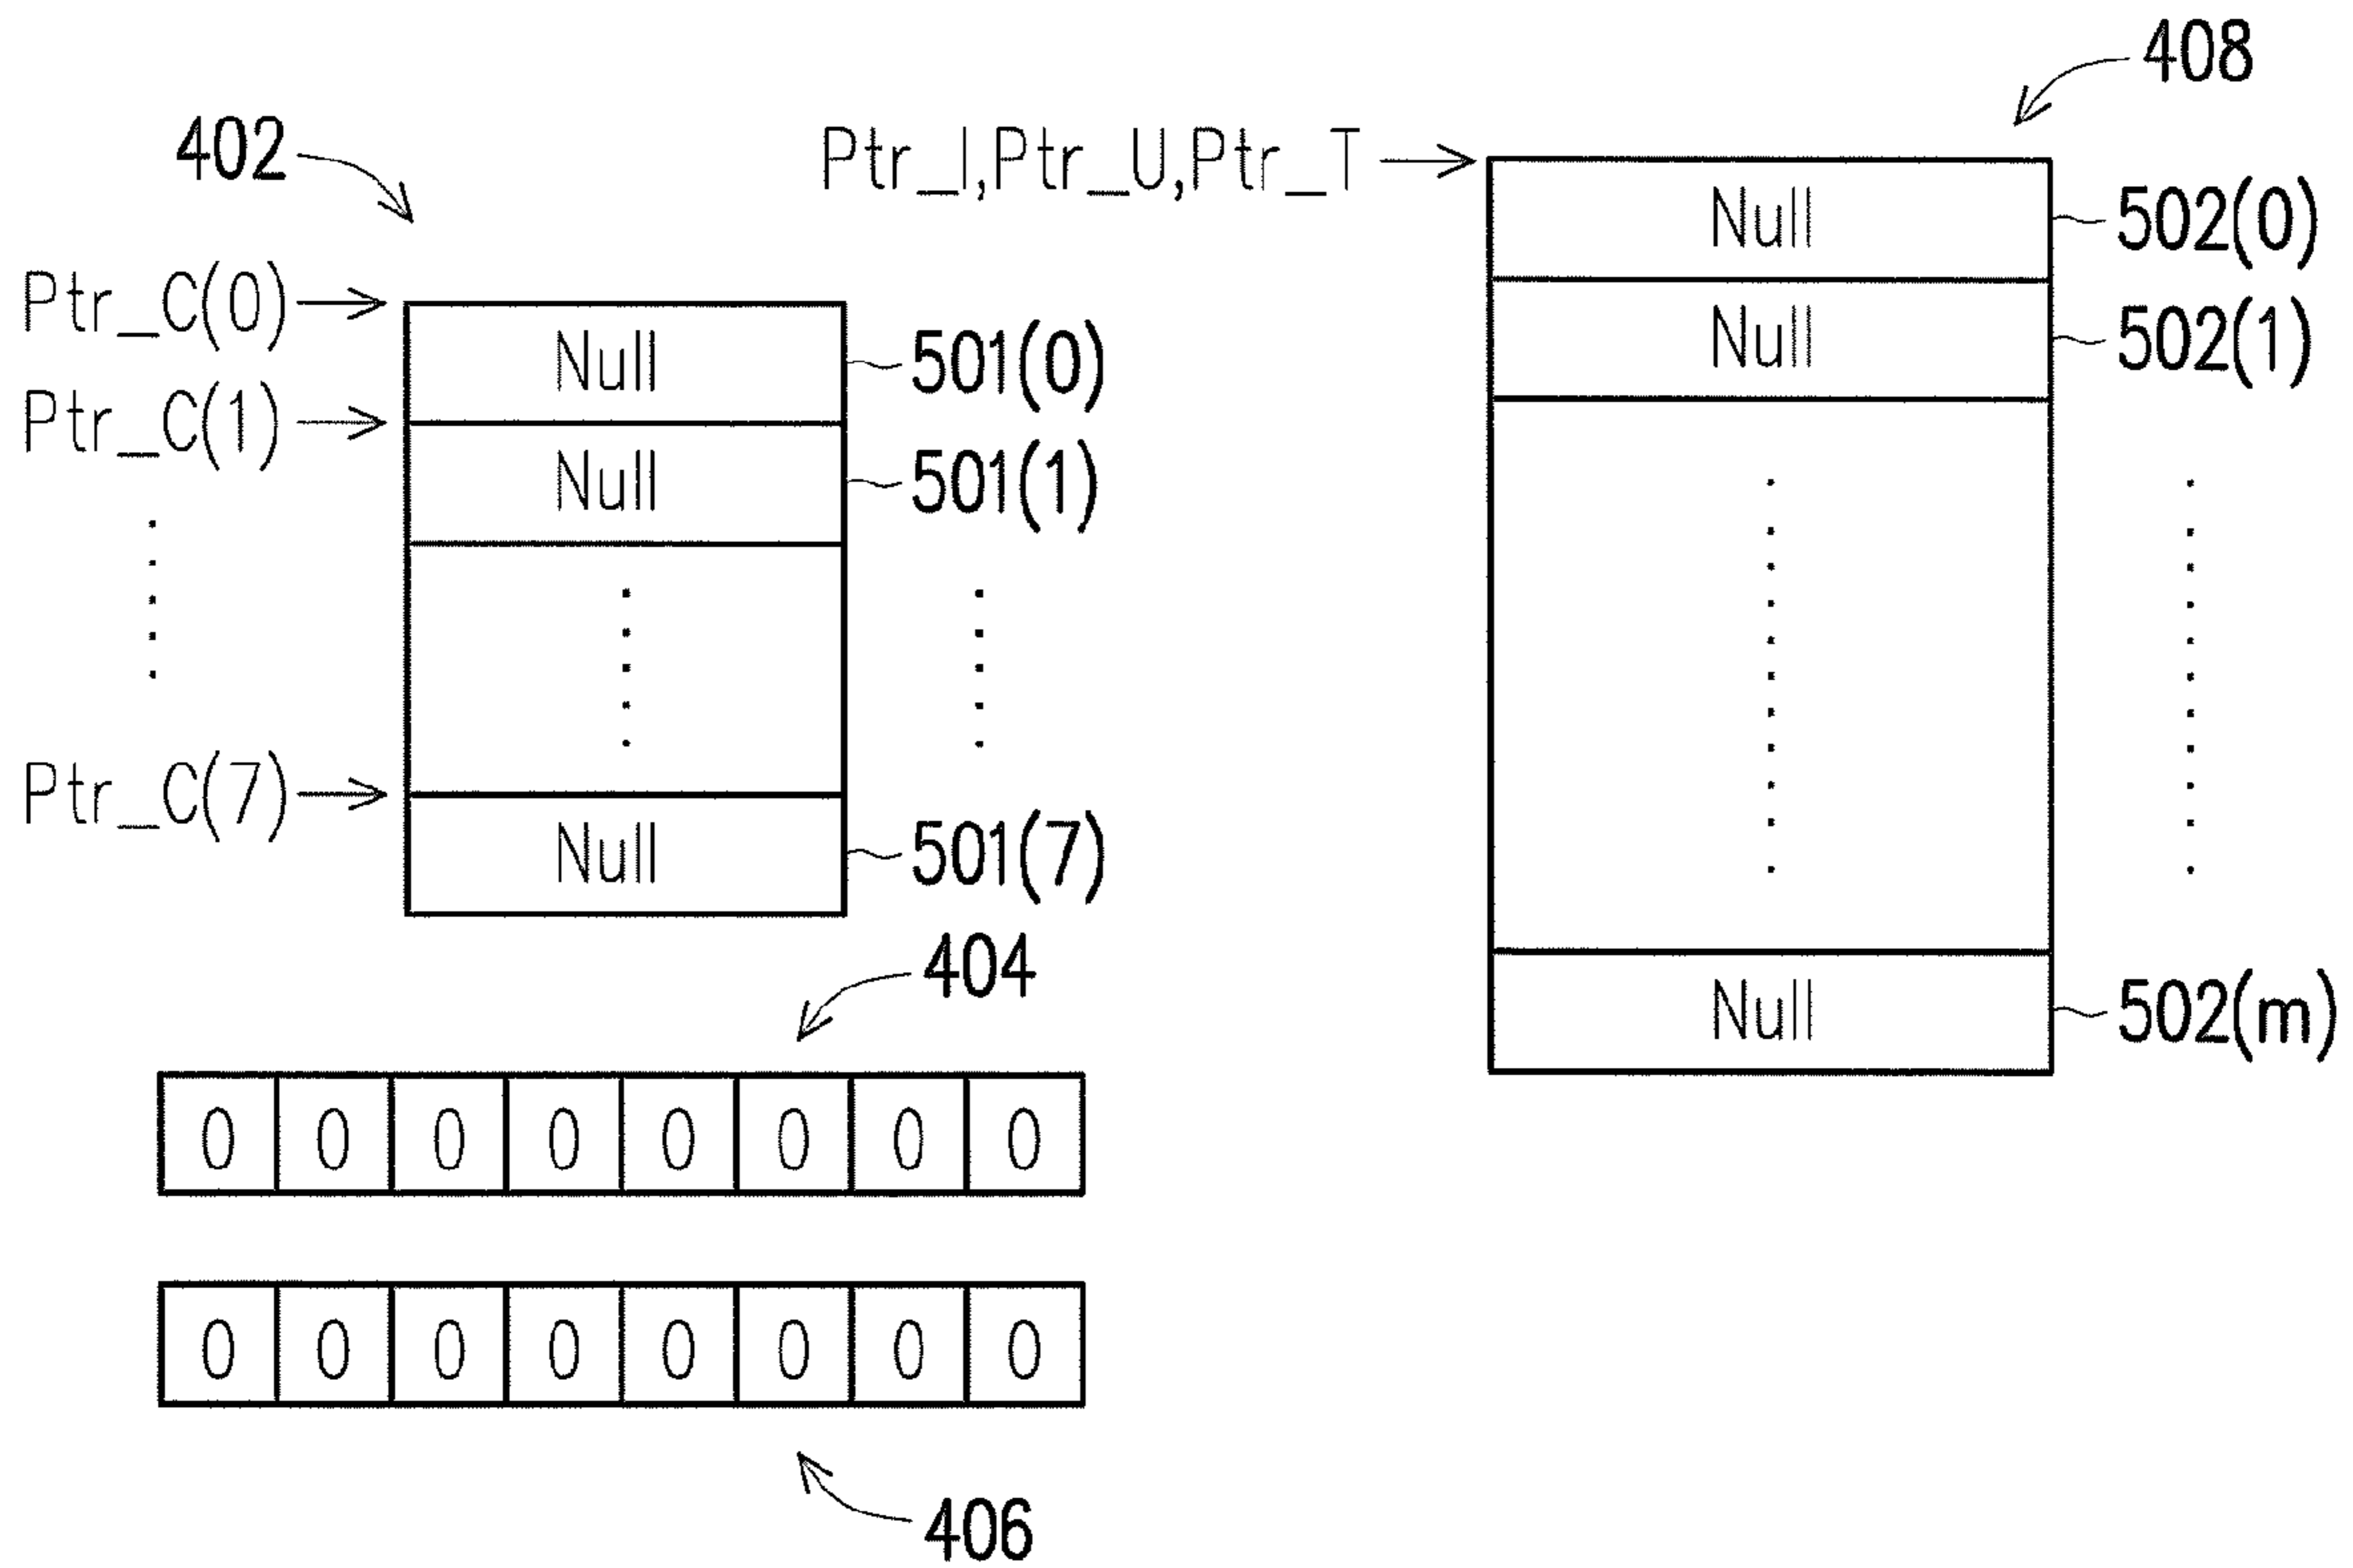 408
402
Ptr_I,Ptr_U,Ptr_T
Null 502(0)
Ptr_C(0)
Null 502(1)
Null 501(0)
Ptr_C(1)
Null 501(1)
Ptr_C(7)
Null 501(7)
404
Null 502(m)
0 0 0 0 0 0 0 0
0 0 0 0 0 0 0 0
406